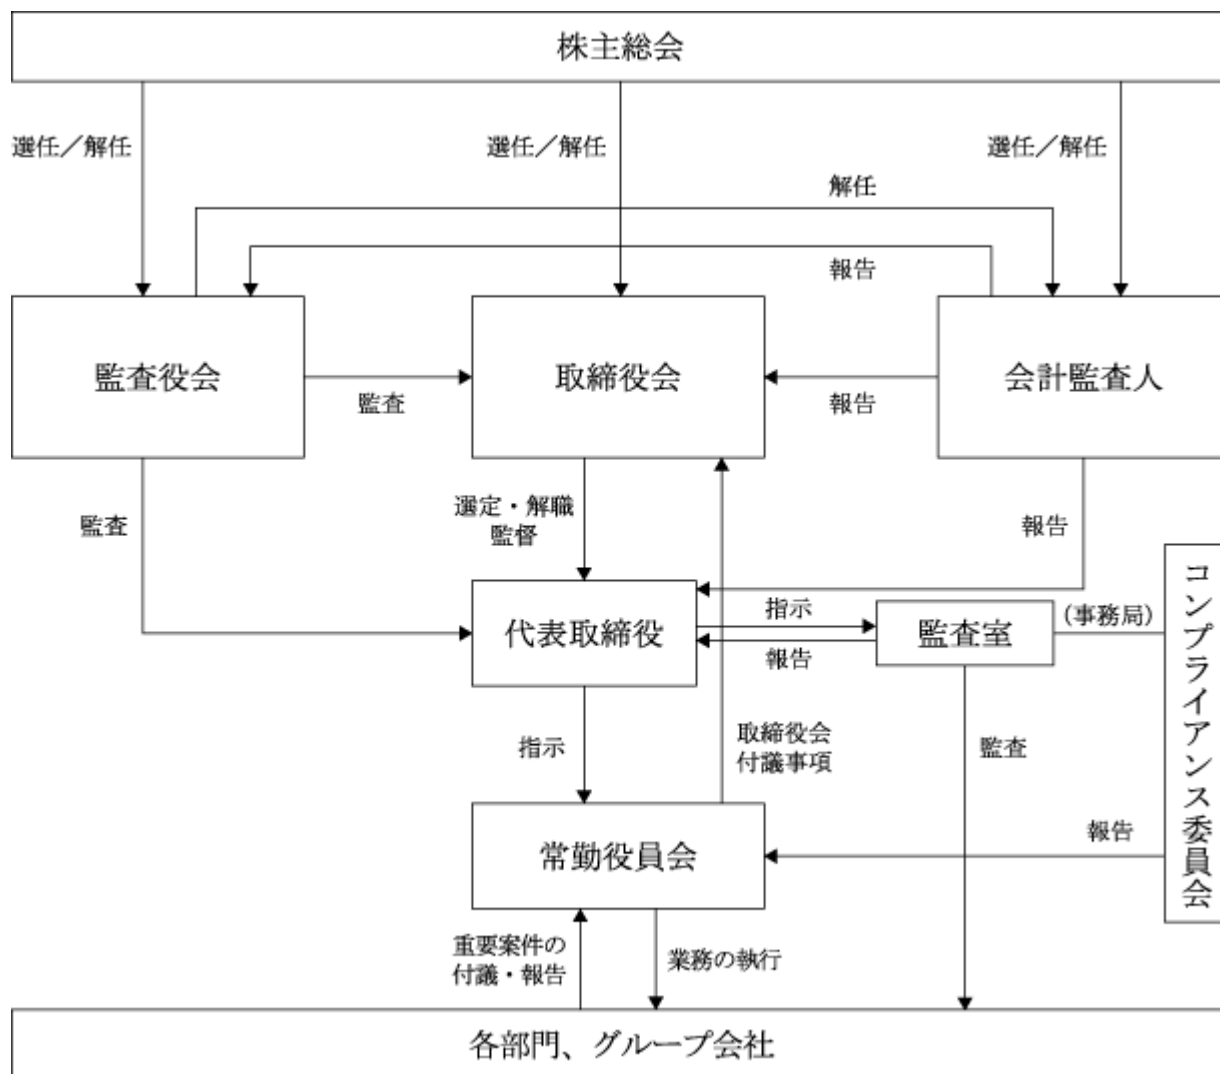 株主総会
選任／解任
選任／解任
選任／解任
解任
報告
監査役会
監査
取締役会
報告
会計監査人
監査
選定・解職
監督
報告
代表取締役
指示
報告
監査室
(事務局)
コンプライアンス委員会
指示
取締役会
付議事項
監査
常勤役員会
報告
重要案件の
付議・報告
業務の執行
各部門、グループ会社